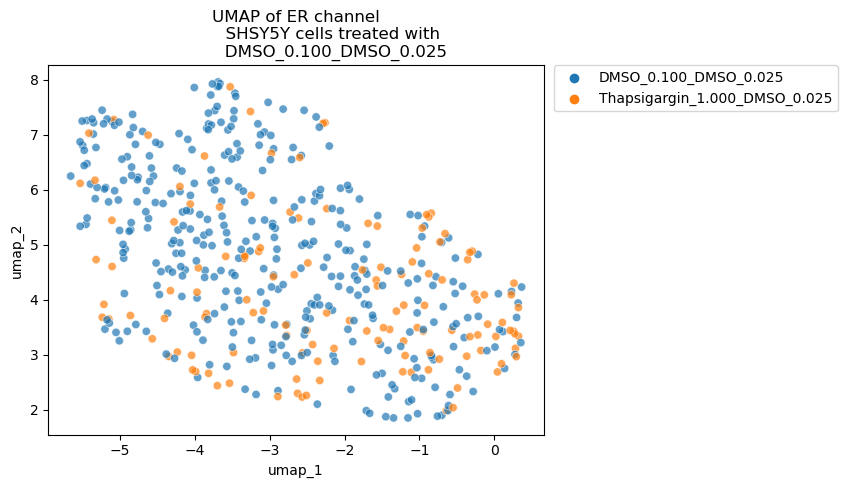 UMAP of ER channel
SHSY5Y cells treated with
DMSO_0.100_DMSO_0.025
DMSO_0.100_DMSO_0.025
Thapsigargin_1.000_DMSO_0.025
8
7
6
5
4
3
2
umap_2
−5
−4
−3
−2
−1
0
umap_1